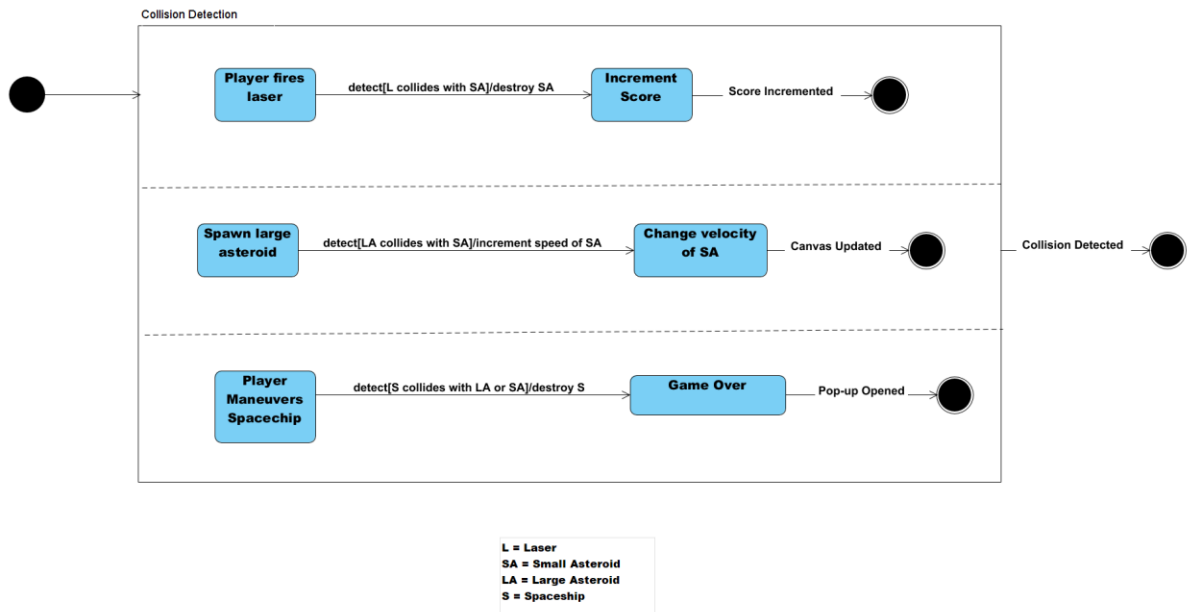 Collision Detection
Player fires
laser
detect[L collides with SA]/destroy SA
Increment
Score
Score Incremented
Spawn large
asteroid
detect[LA collides with SA]/increment speed of SA
Change velocity
of SA
Canvas Updated
Collision Detected
Player
Maneuvers
Spacechip
detect[S collides with LA or SA]/destroy S
Game Over
Pop-up Opened
L = Laser
SA = Small Asteroid
LA = Large Asteroid
S = Spaceship